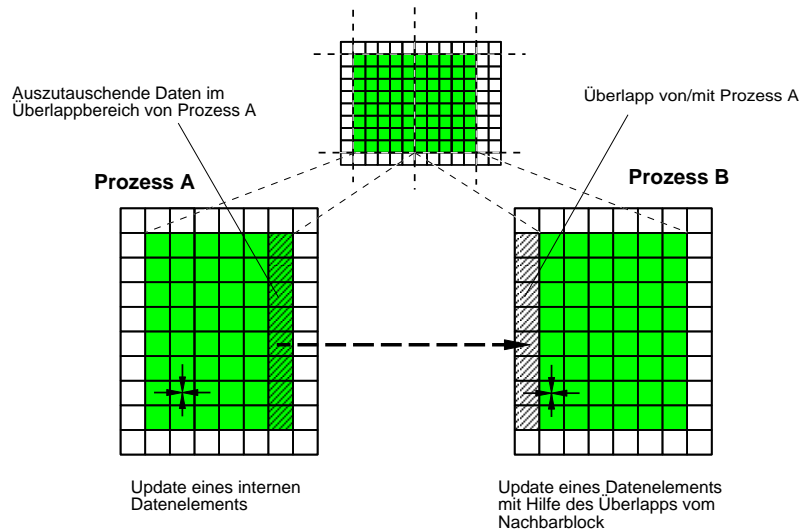 Auszutauschende Daten im
Überlappbereich von Prozess A
Überlapp von/mit Prozess A
Prozess A
Prozess B
Update eines internen
Datenelements
Update eines Datenelements
mit Hilfe des Überlapps vom
Nachbarblock